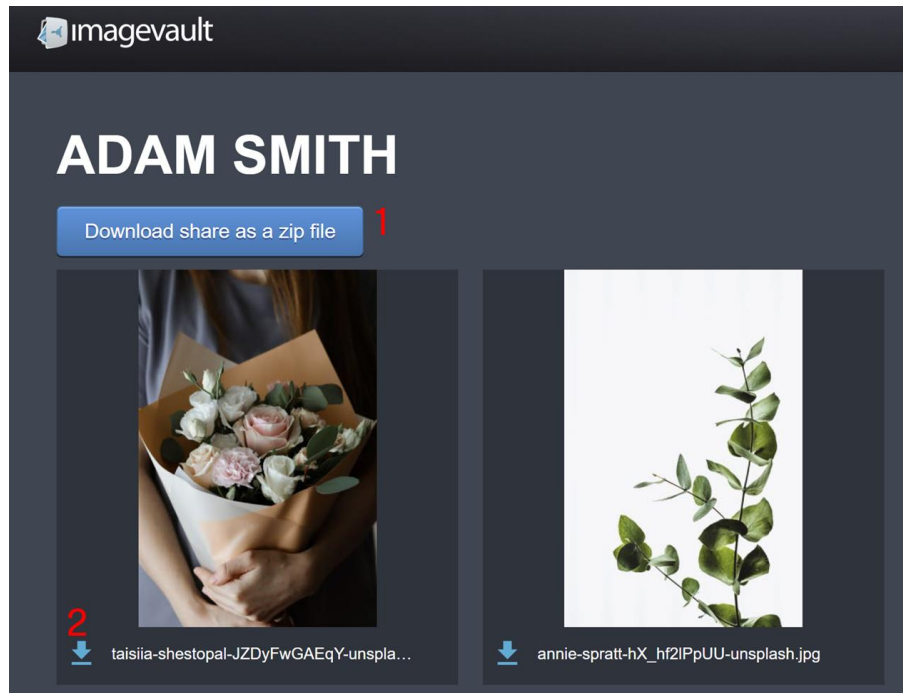 imagevault
ADAM SMITH
Download share as a zip file 1
2
taisiia-shestopal-JZDyFwGAEqY-unspla...
annie-spratt-hX_hf2lPpUU-unsplash.jpg